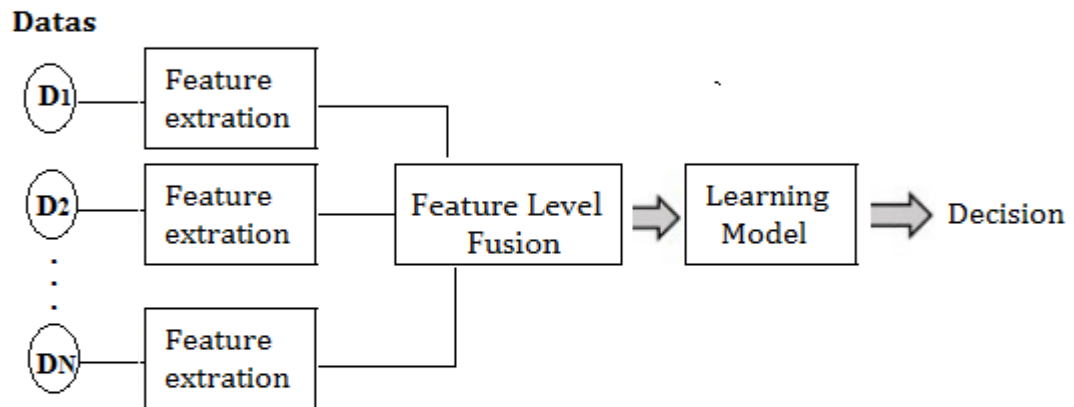 Datas
D1
Feature
extration
D2
Feature
extration
Feature Level
Fusion
Learning
Model
Decision
DN
Feature
extration